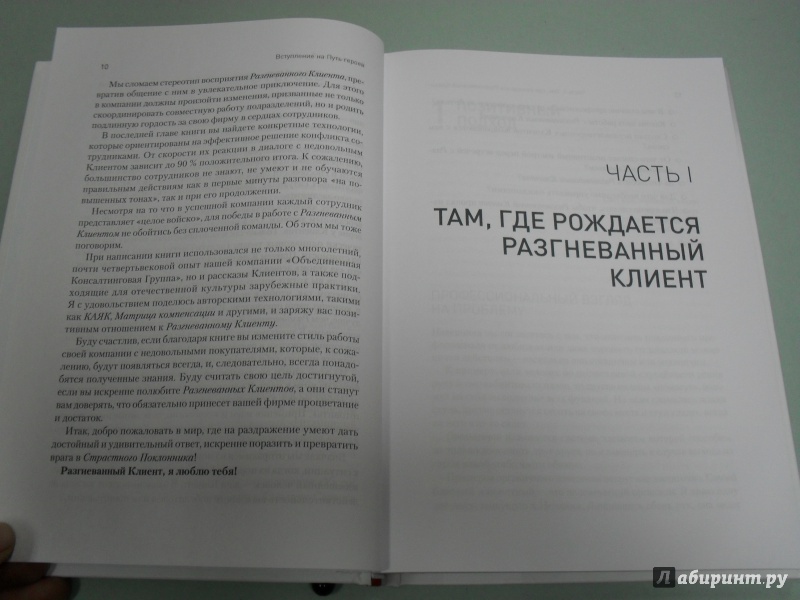 10
Вступление на Путь героя
Мы сломаем стереотип восприятия Разгневанного Клиента, пре-
вратив общение с ним в увлекательное приключение. Для этого
в компании должны произойти изменения, призванные не только
скоординировать совместную работу подразделений, но и родить
подлинную гордость за свою фирму в сердцах сотрудников.
В последней главе книги вы найдете конкретные технологии,
которые ориентированы на эффективное решение конфликта со-
трудниками. От скорости их реакции в диалоге с недовольным
Клиентом зависит до 90 % положительного итога. К сожалению,
большинство сотрудников не знают, не умеют и не обучаются
правильным действиям как в первые минуты разговора «на по-
вышенных тонах», так и при его продолжении.
Несмотря на то что в успешной компании каждый сотрудник
представляет «целое войско», для победы в работе с Разгневанным
Клиентом не обойтись без сплоченной команды. Об этом мы тоже
поговорим.
При написании книги использовался не только многолетний,
почти четвертьвековой опыт нашей компании «Объединенная
Консалтинговая Группа», но и рассказы Клиентов, а также под-
ходящие для отечественной культуры зарубежные практики.
Я с удовольствием поделюсь авторскими технологиями, такими
как КАЯК, Матрица компенсации и другими, и заряжу вас пози-
тивным отношением к Разгневанному Клиенту.
Буду счастлив, если благодаря книге вы измените стиль работы
своей компании с недовольными покупателями, которые, к сожа-
лению, будут появляться всегда, и, следовательно, всегда понадо-
бятся полученные знания. Буду считать свою цель достигнутой,
если вы искренне полюбите Разгневанных Клиентов, а они станут
вам доверять, что обязательно принесет вашей фирме процветание
и достаток.
Итак, добро пожаловать в мир, где на раздражение умеют дать
достойный и удивительный ответ, искренне поразить и превратить
врага в Страстного Поклонника!
Разгневанный Клиент, я люблю тебя!
ЧАСТЬ I
ТАМ, ГДЕ РОЖДАЕТСЯ
РАЗГНЕВАННЫЙ
КЛИЕНТ
Лабиринт.ру